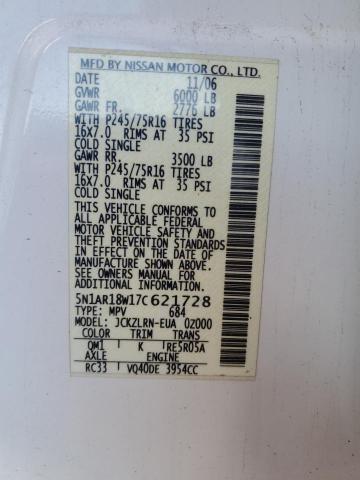 MFD BY NISSAN MOTOR CO., LTD.
DATE 11/06
GVWR 6000 LB
GAWR FR. 2776 LB
WITH P245/75R16 TIRES
16X7.0 RIMS AT 35 PSI
COLD SINGLE
GAWR RR. 3500 LB
WITH P245/75R16 TIRES
16X7.0 RIMS AT 35 PSI
COLD SINGLE
THIS VEHICLE CONFORMS TO
ALL APPLICABLE FEDERAL
MOTOR VEHICLE SAFETY AND
THEFT PREVENTION STANDARDS
IN EFFECT ON THE DATE OF
MANUFACTURE SHOWN ABOVE.
SEE OWNERS MANUAL FOR
ADDITIONAL INFORMATION
5N1AR18W17C621728
TYPE: MPV 684
MODEL: JCKZLRN-EUA 02000
COLOR TRIM TRANS
QM1 K RE5R05A
AXLE ENGINE
RC33 VQ40DE 3954CC